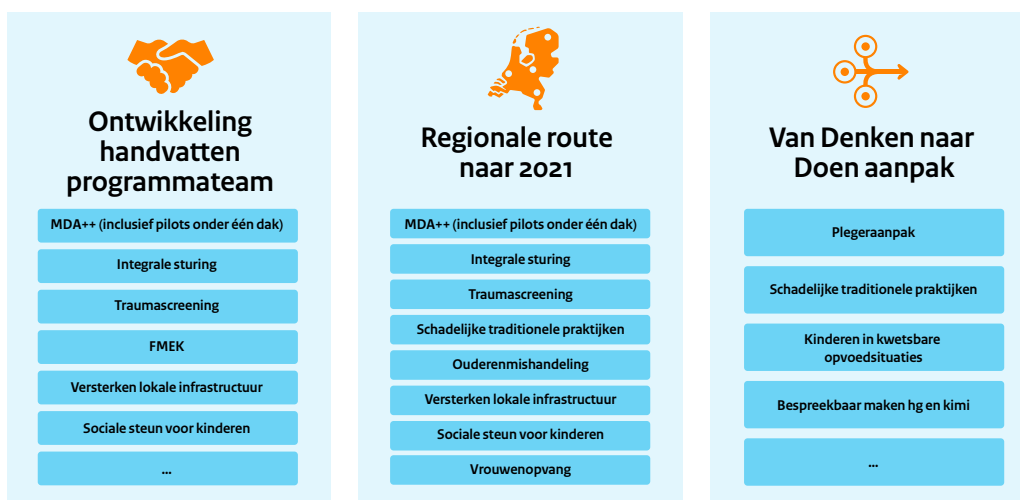 Ontwikkeling
handvatten
programmateam
MDA++ (inclusief pilots onder één dak)
Integrale sturing
Traumascreening
FMEK
Versterken lokale infrastructuur
Sociale steun voor kinderen
...
Regionale route
naar 2021
MDA++ (inclusief pilots onder één dak)
Integrale sturing
Traumascreening
Schadelijke traditionele praktijken
Ouderenmishandeling
Versterken lokale infrastructuur
Sociale steun voor kinderen
Vrouwenopvang
Van Denken naar
Doen aanpak
Plegeraanpak
Schadelijke traditionele praktijken
Kinderen in kwetsbare
opvoedsituaties
Bespreekbaar maken hg en kimi
...